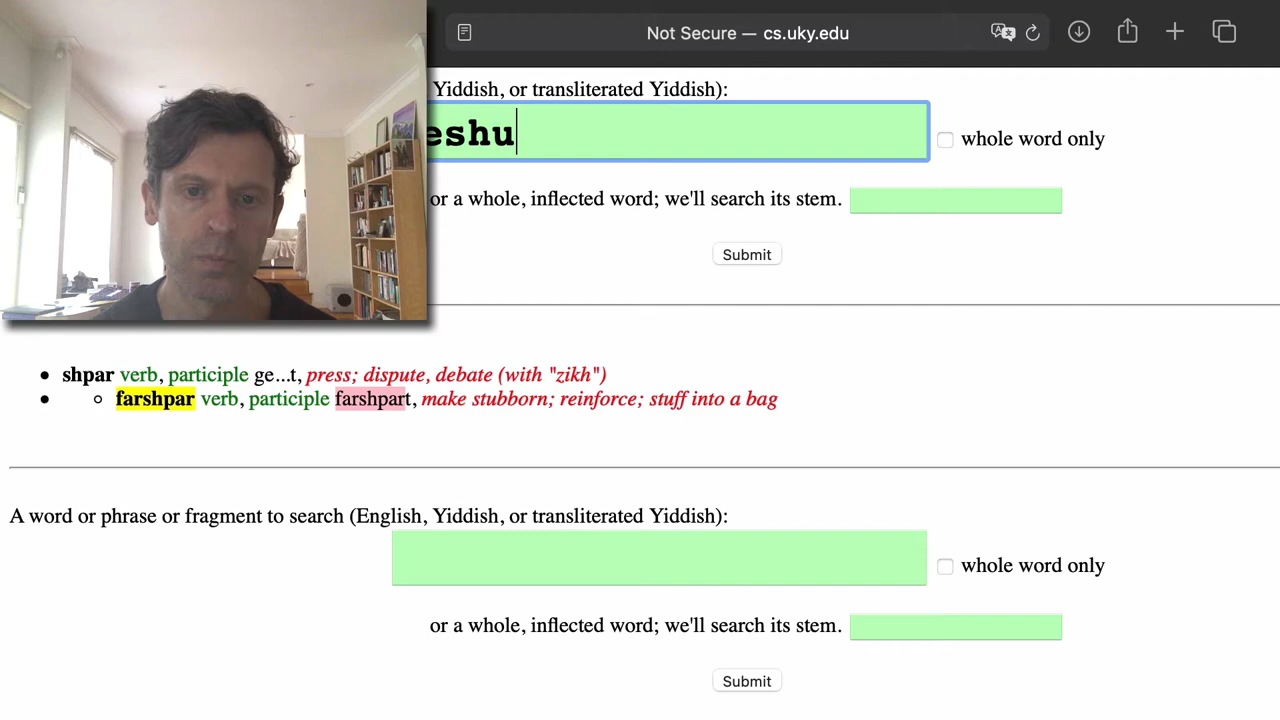 Not Secure — cs.uky.edu
Yiddish, or transliterated Yiddish):
eshu
whole word only
or a whole, inflected word; we'll search its stem.
Submit
shpar verb, participle ge...t, press; dispute, debate (with "zikh")
farshpar verb, participle farshpart, make stubborn; reinforce; stuff into a bag
A word or phrase or fragment to search (English, Yiddish, or transliterated Yiddish):
whole word only
or a whole, inflected word; we'll search its stem.
Submit